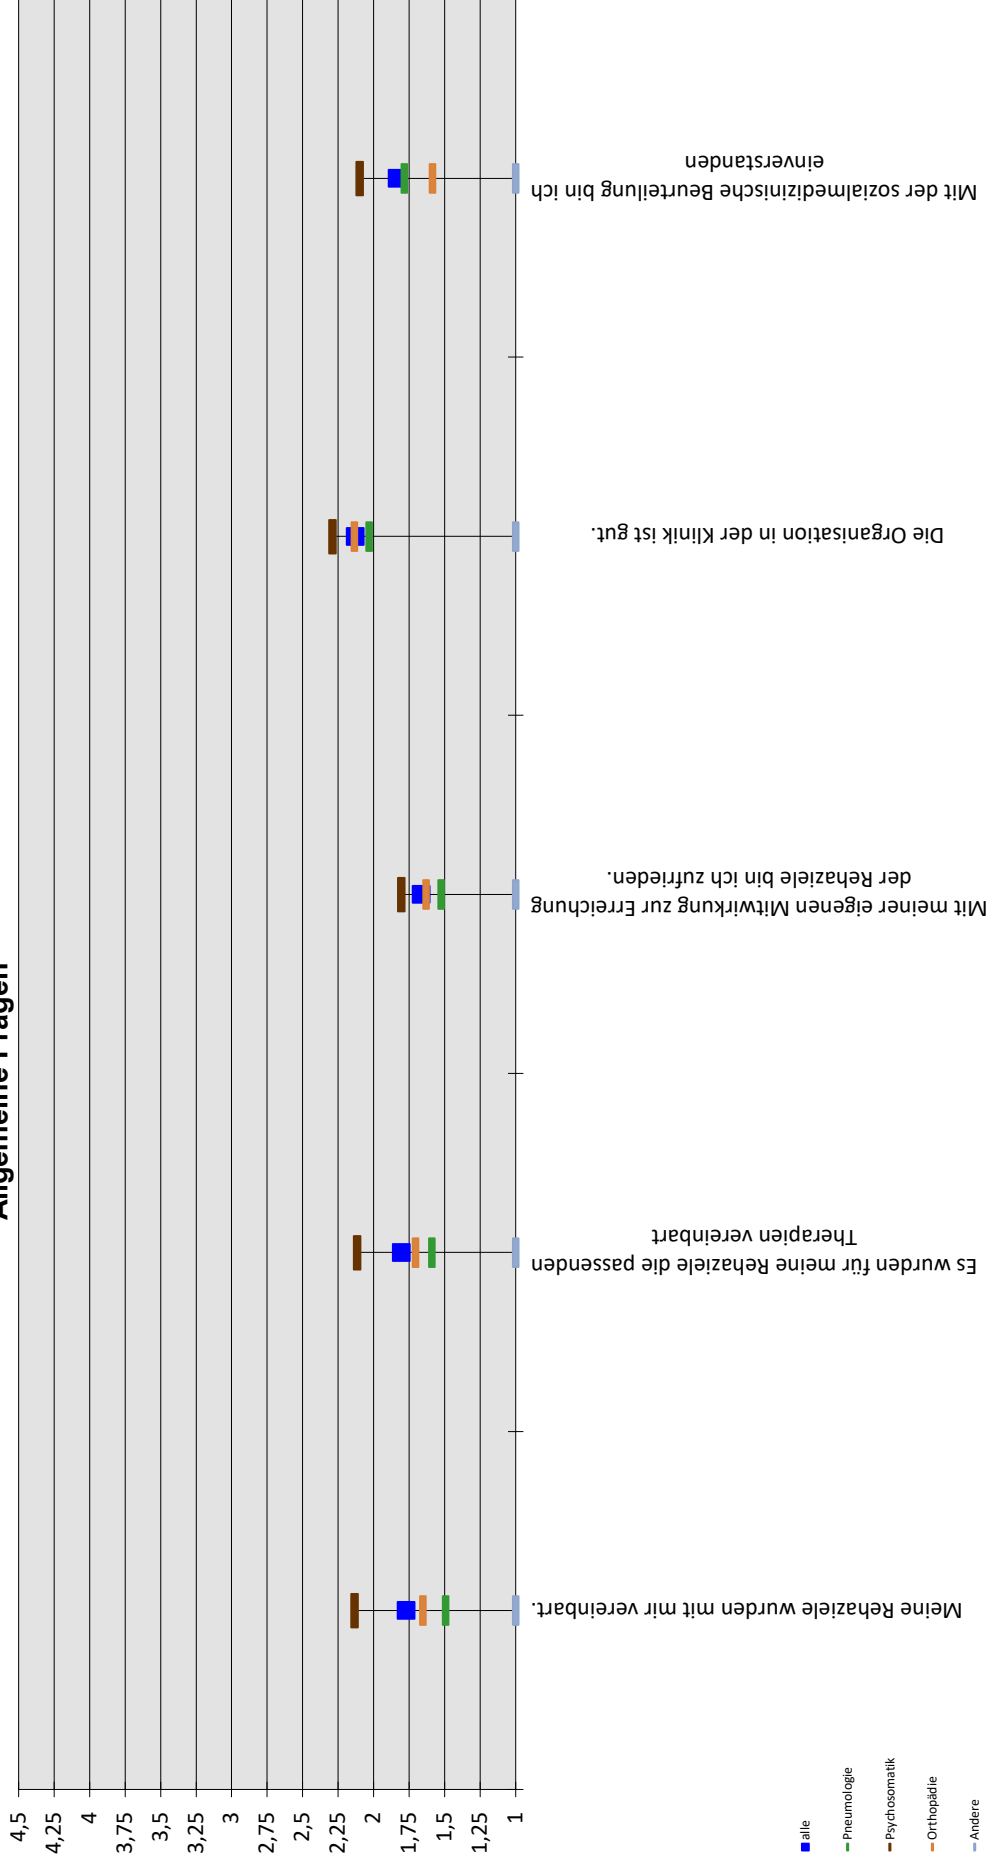 Allgemeine Fragen
4,5
4,25
4
3,75
3,5
3,25
3
2,75
2,5
2,25
2
1,75
1,5
1,25
1
Meine Rehaziele wurden mit mir vereinbart.
Es wurden für meine Rehaziele die passenden
Therapien vereinbart
Mit meiner eigenen Mitwirkung zur Erreichung
der Rehaziele bin ich zufrieden.
Die Organisation in der Klinik ist gut.
Mit der sozialmedizinische Beurteilung bin ich
einverstanden
alle
Pneumologie
Psychosomatik
Orthopädie
Andere